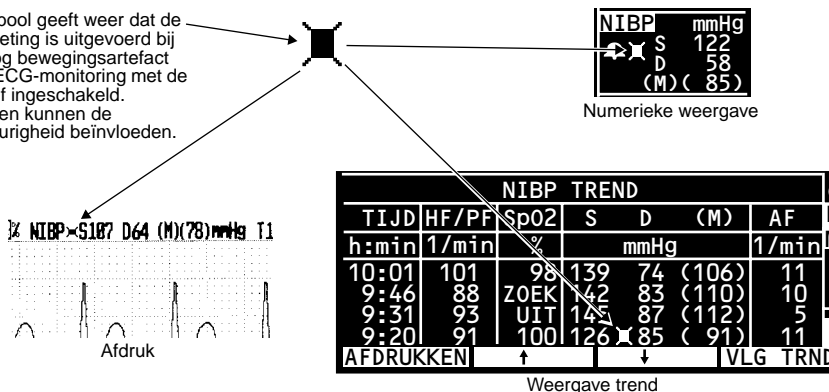 pool geeft weer dat de
eting is uitgevoerd bij
og bewegingsartefact
ECG-monitoring met de
f ingeschakeld.
en kunnen de
urigheid beïnvloeden.
NIBP mmHg
S 122
D 58
(M)( 85)
Numerieke weergave
% NIBP S107 D64 (M)(78)mmHg T1
Afdruk
NIBP TREND
TIJD HF/PF SpO2 S D (M) AF
h:min 1/min % mmHg 1/min
10:01 101 98 139 74 (106) 11
9:46 88 ZOEK 142 83 (110) 10
9:31 93 UIT 87 (112) 5
9:20 91 100 126 85 ( 91) 11
AFDRUKKEN ↑ ↓ VLG TRND
Weergave trend